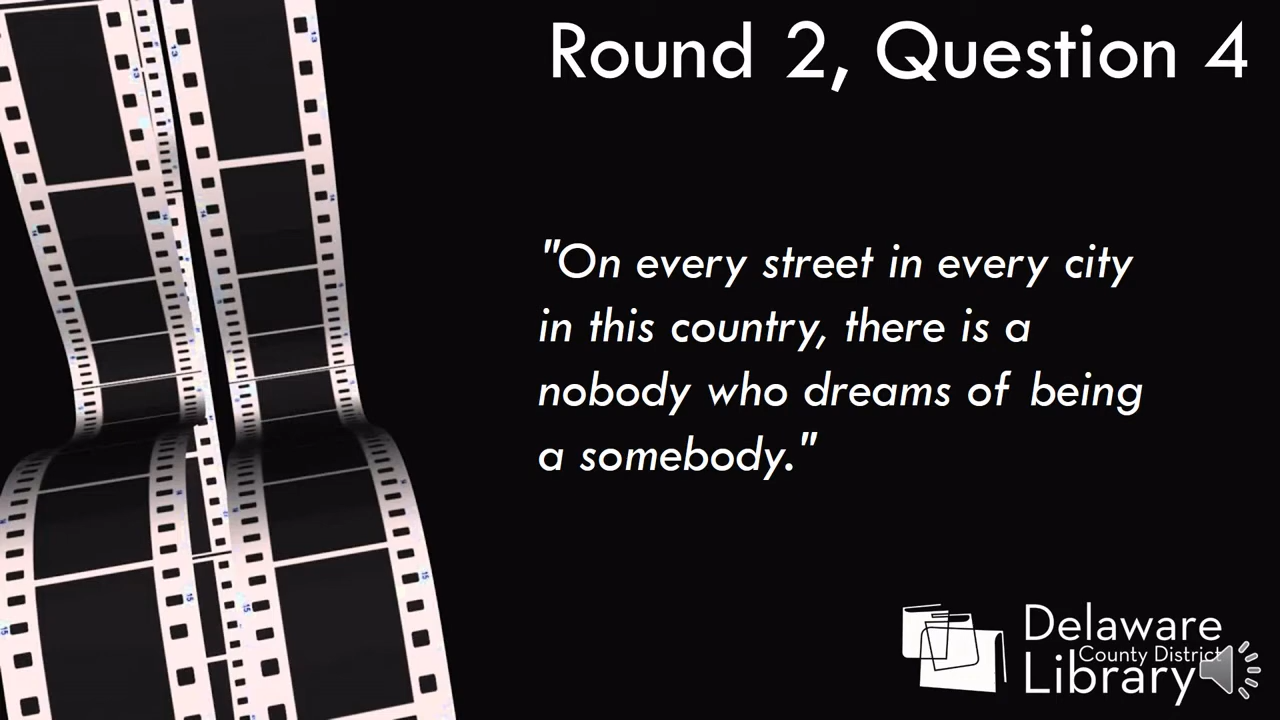 Round 2, Question 4
"On every street in every city
in this country, there is a
nobody who dreams of being
a somebody."
Delaware
County District
Library